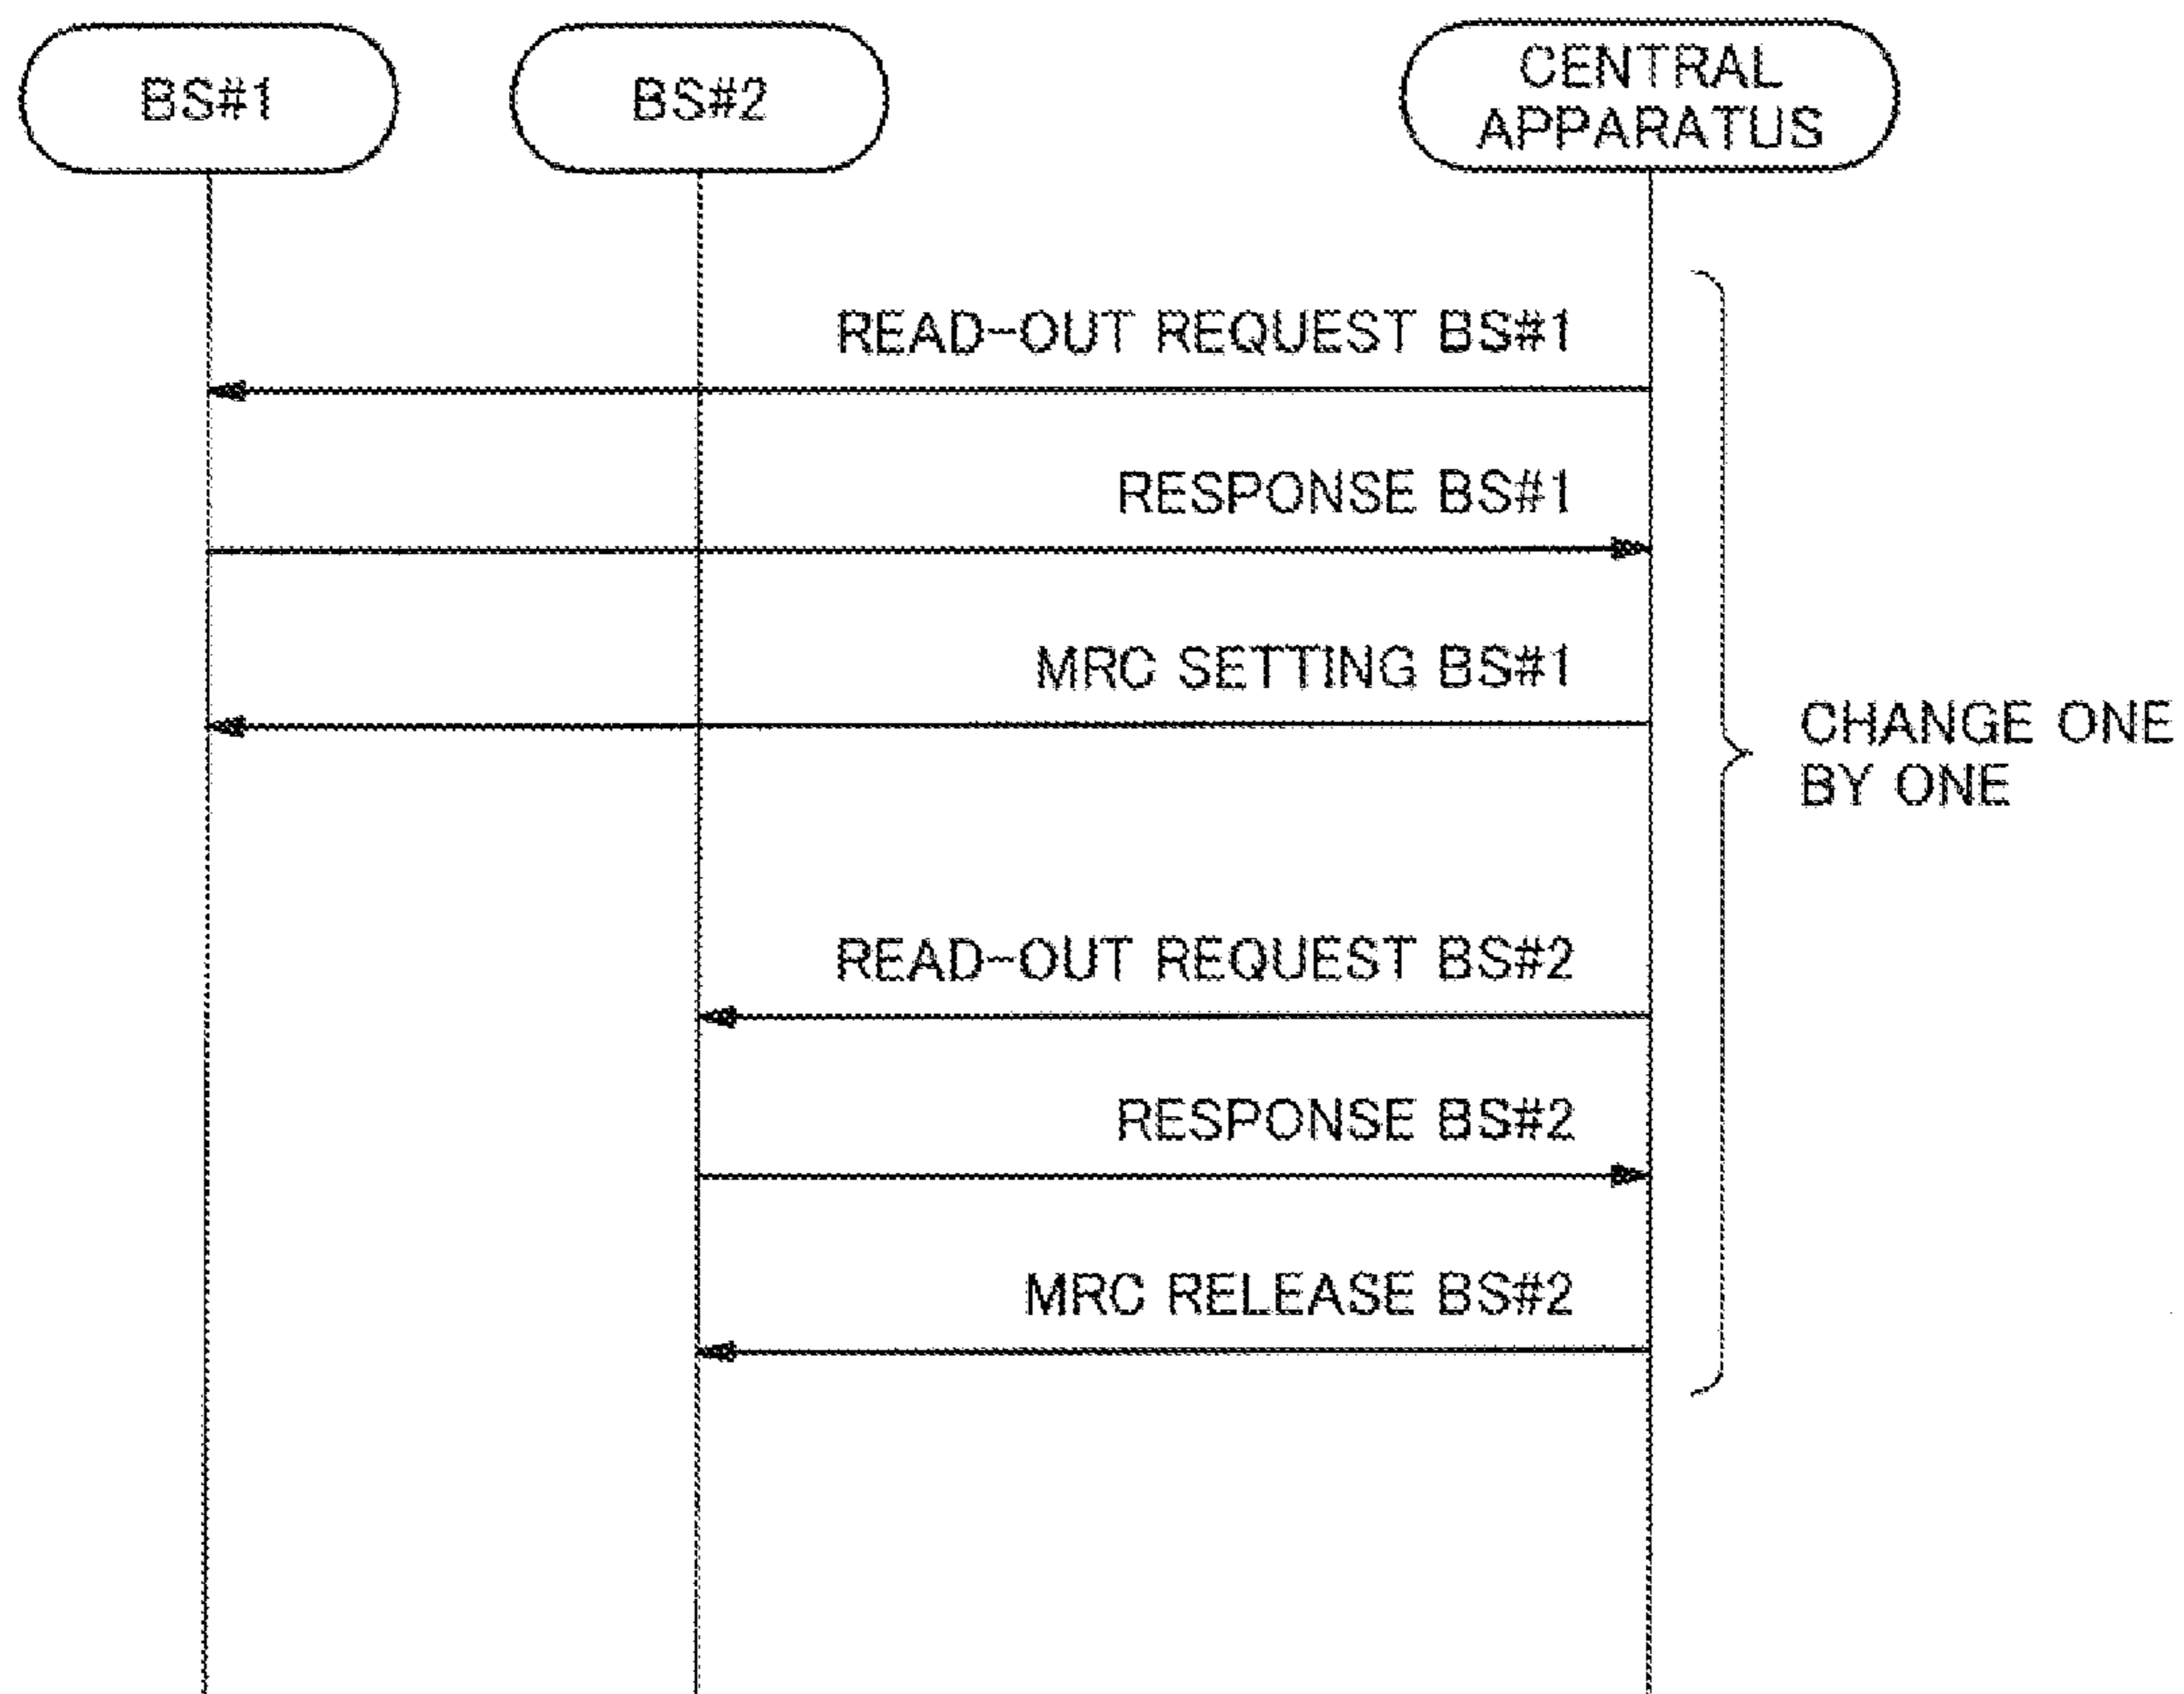 BS#1
BS#2
CENTRAL
APPARATUS
READ-OUT REQUEST BS#1
RESPONSE BS#1
MRC SETTING BS#1
CHANGE ONE
BY ONE
READ-OUT REQUEST BS#2
RESPONSE BS#2
MRC RELEASE BS#2